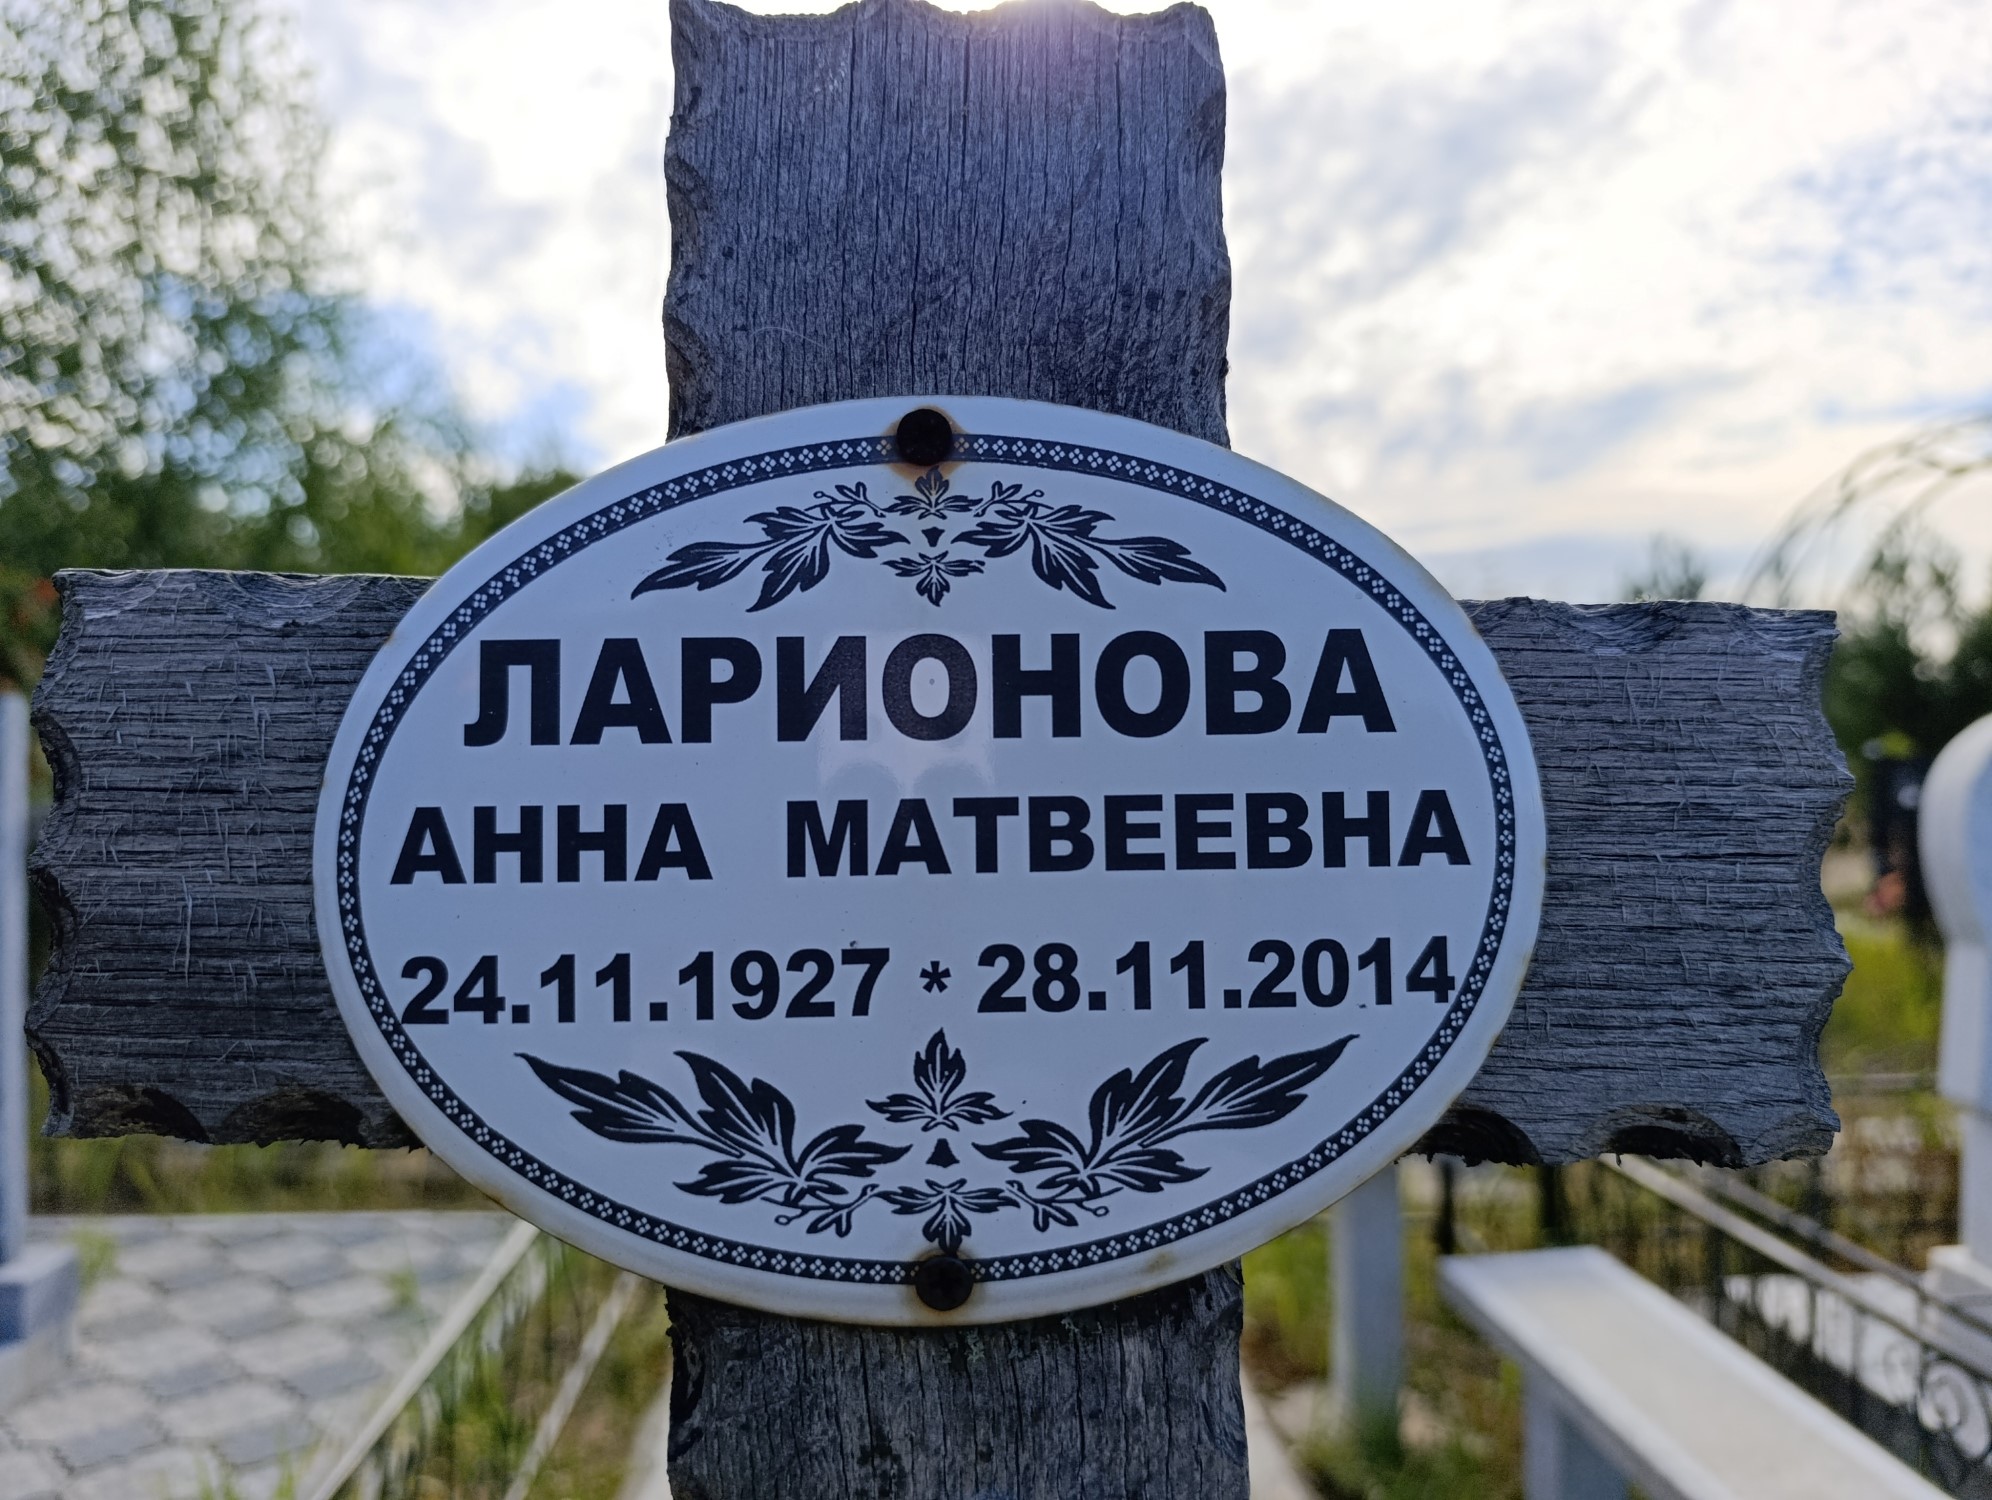 ЛАРИОНОВА
АННА МАТВЕЕВНА
24.11.1927 * 28.11.2014